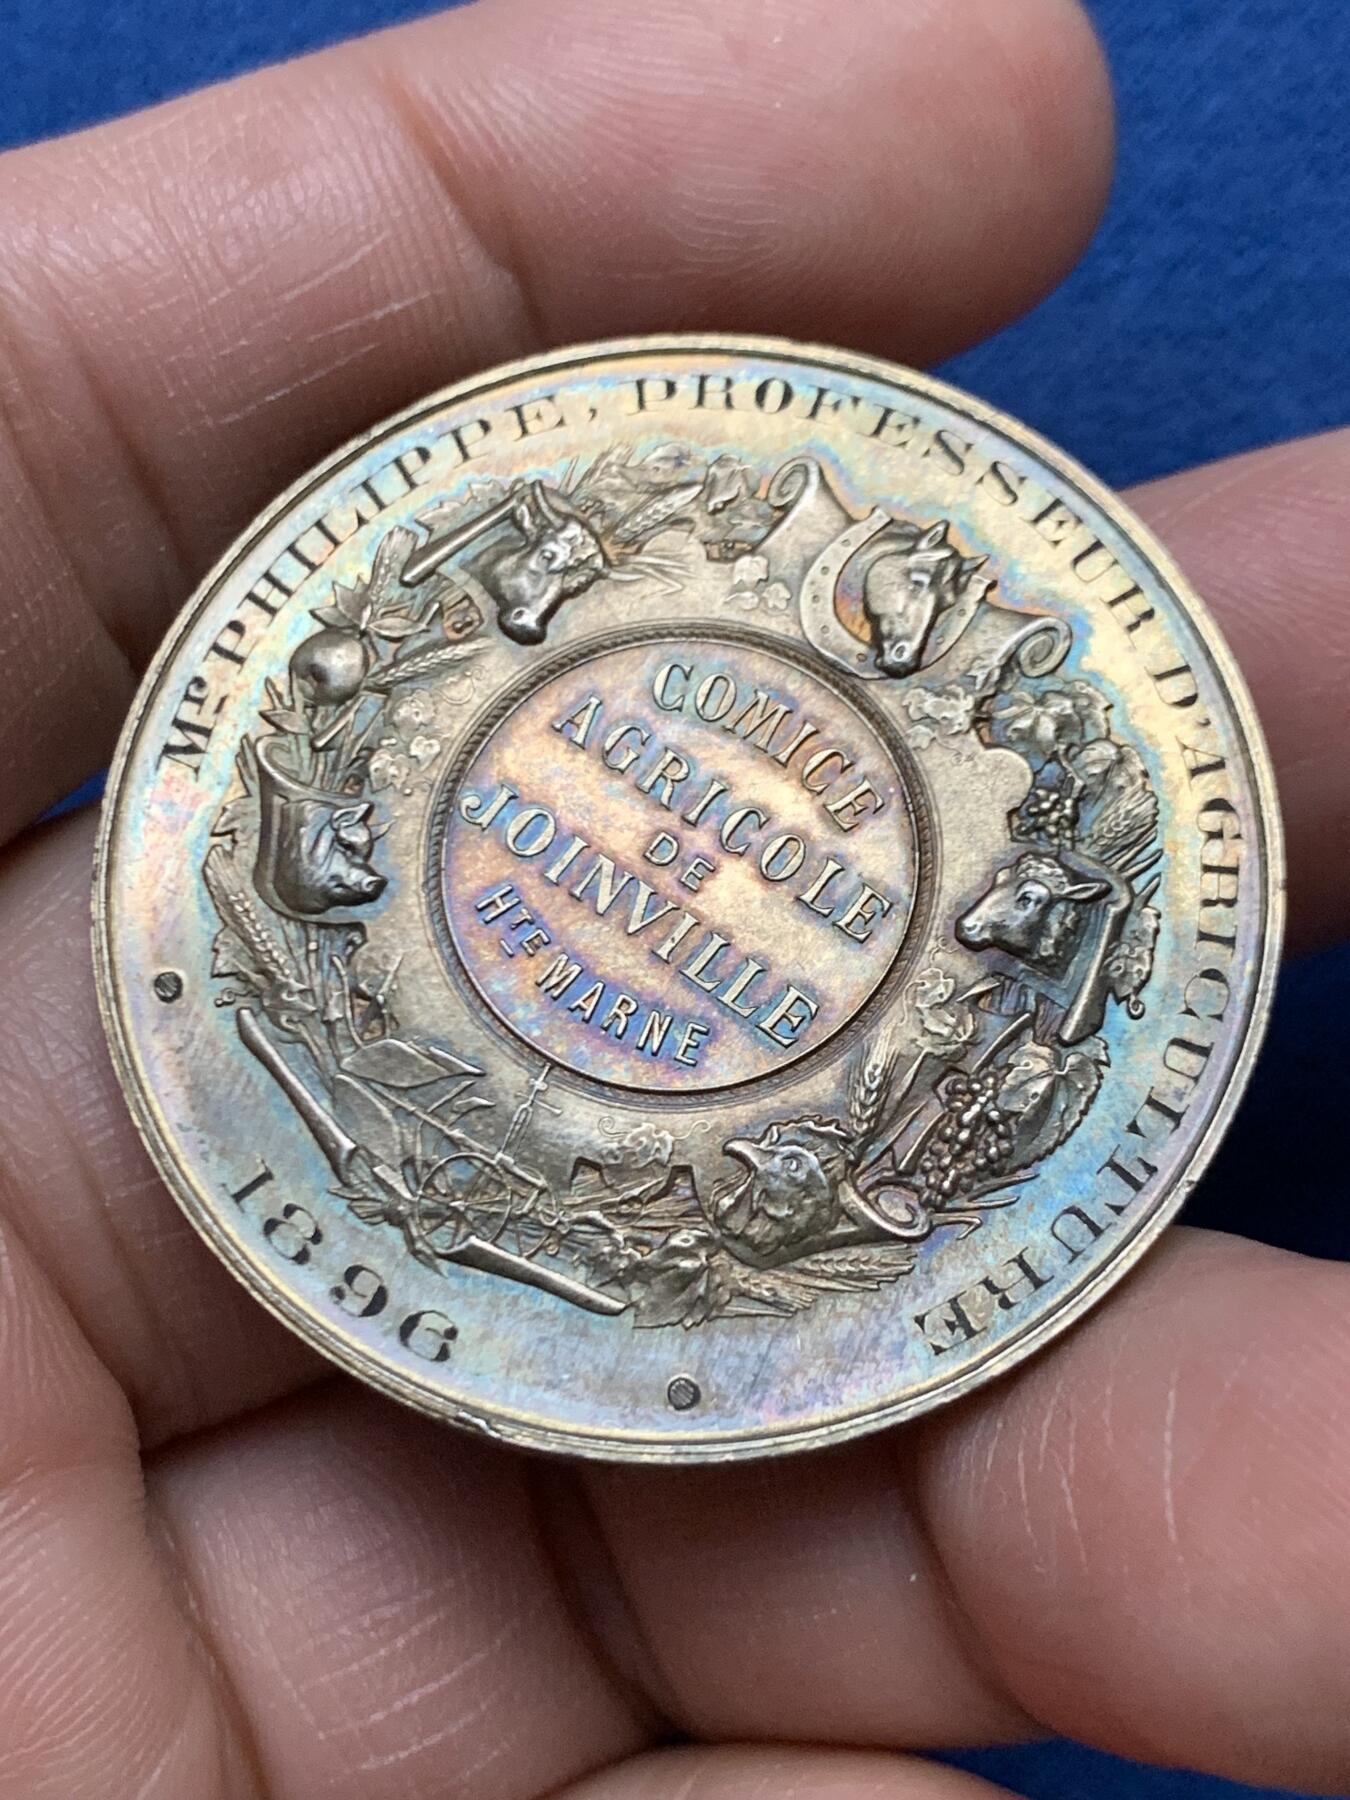 Mr PHILIPPE, PROFESSEUR D'AGRICULTURE
COMICE
AGRICOLE
DE
JOINVILLE
HTE MARNE
1896